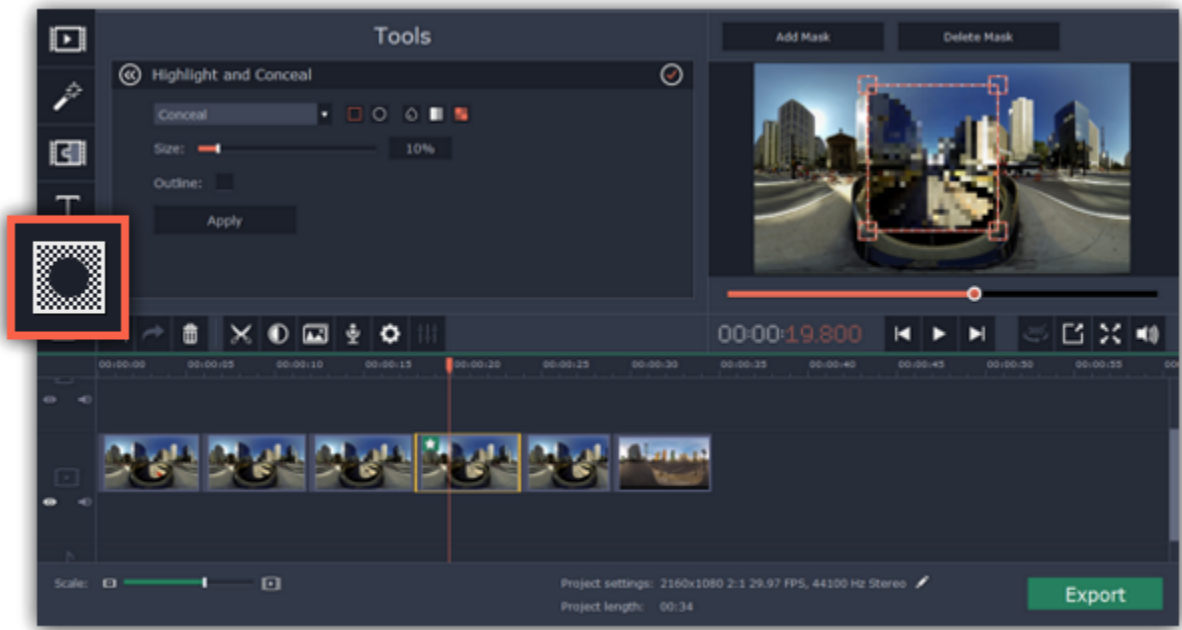 Tools
Add Mask
Delete Mask
Highlight and Conceal
Conceal
Size:
10%
Outline:
Apply
T
00:00:19.800
00:00:00
00:00:05
00:00:10
00:00:15
00:00:20
00:00:25
00:00:30
00:00:35
00:00:40
00:00:45
00:00:50
00:00:55
00
Scale:
Project settings: 2160x1080 2:1 29.97 FPS, 44100 Hz Stereo
Project length: 00:34
Export